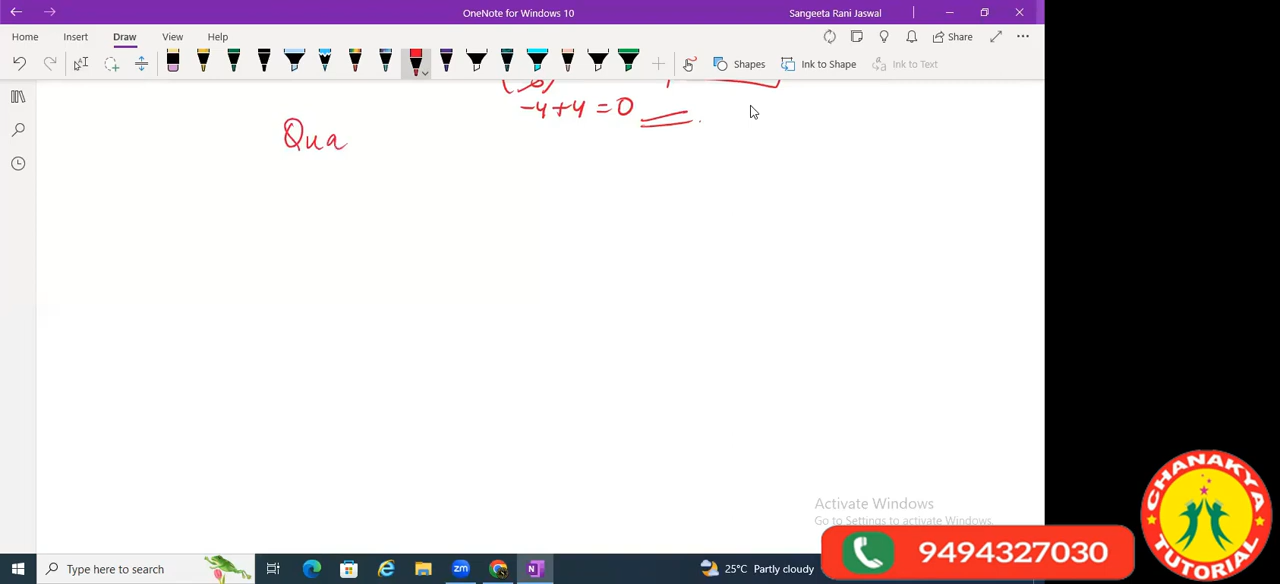 OneNote for Windows 10
Sangeeta Rani Jaswal
Home Insert Draw View Help
Share
Shapes Ink to Shape Ink to Text
-4+4=0
Qua
Activate Windows
Go to Settings to activate Windows.
9494327030
CHANAKYA
TUTORIAL
Type here to search
zm
N
25°C Partly cloudy